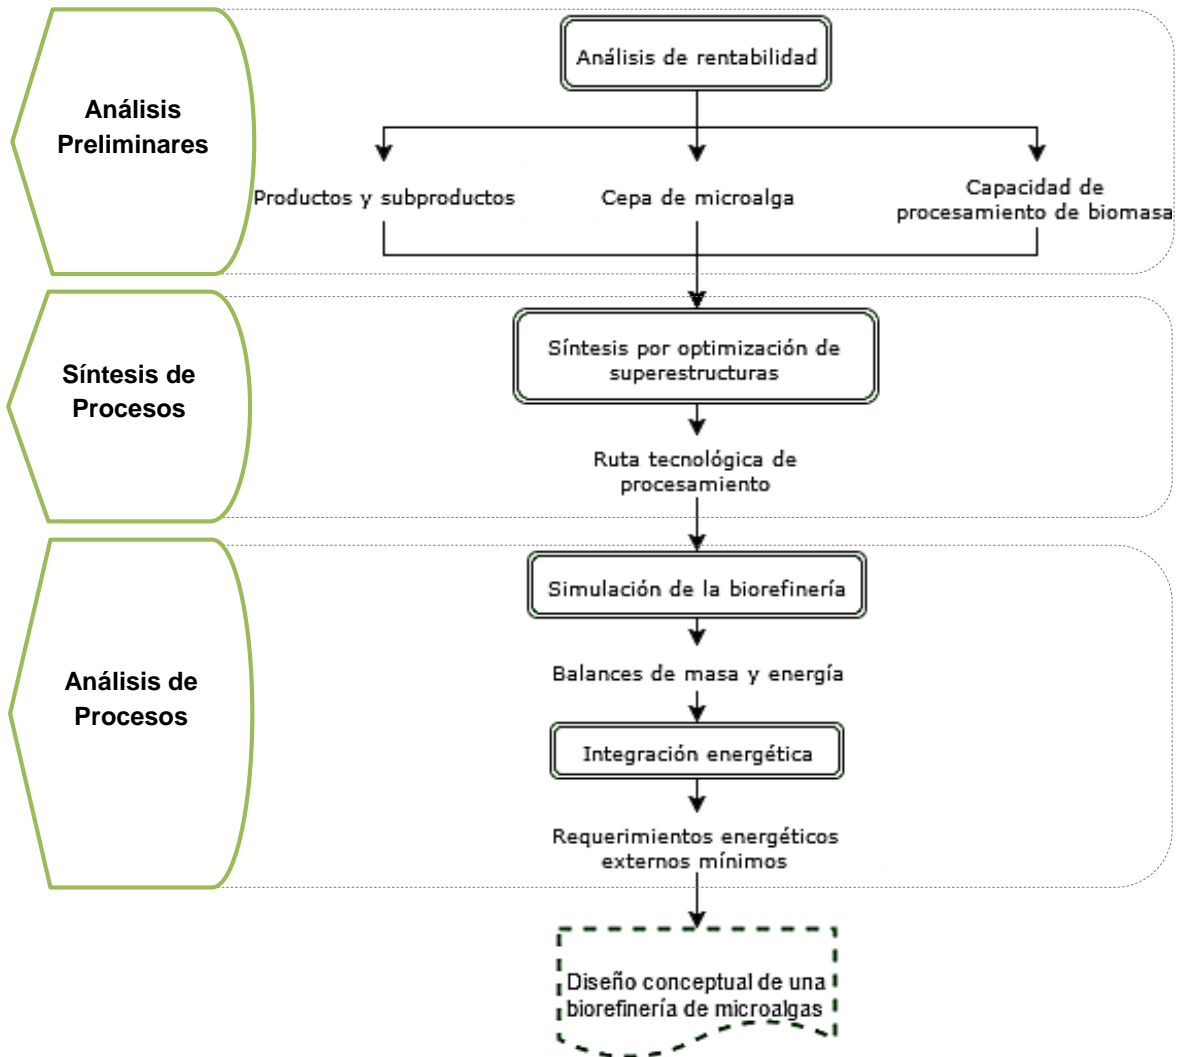 Análisis
Preliminares
Análisis de rentabilidad
Productos y subproductos
Cepa de microalga
Capacidad de
procesamiento de biomasa
Síntesis de
Procesos
Síntesis por optimización de
superestructuras
Ruta tecnológica de
procesamiento
Análisis de
Procesos
Simulación de la biorefinería
Balances de masa y energía
Integración energética
Requerimientos energéticos
externos mínimos
Diseño conceptual de una
biorefinería de microalgas